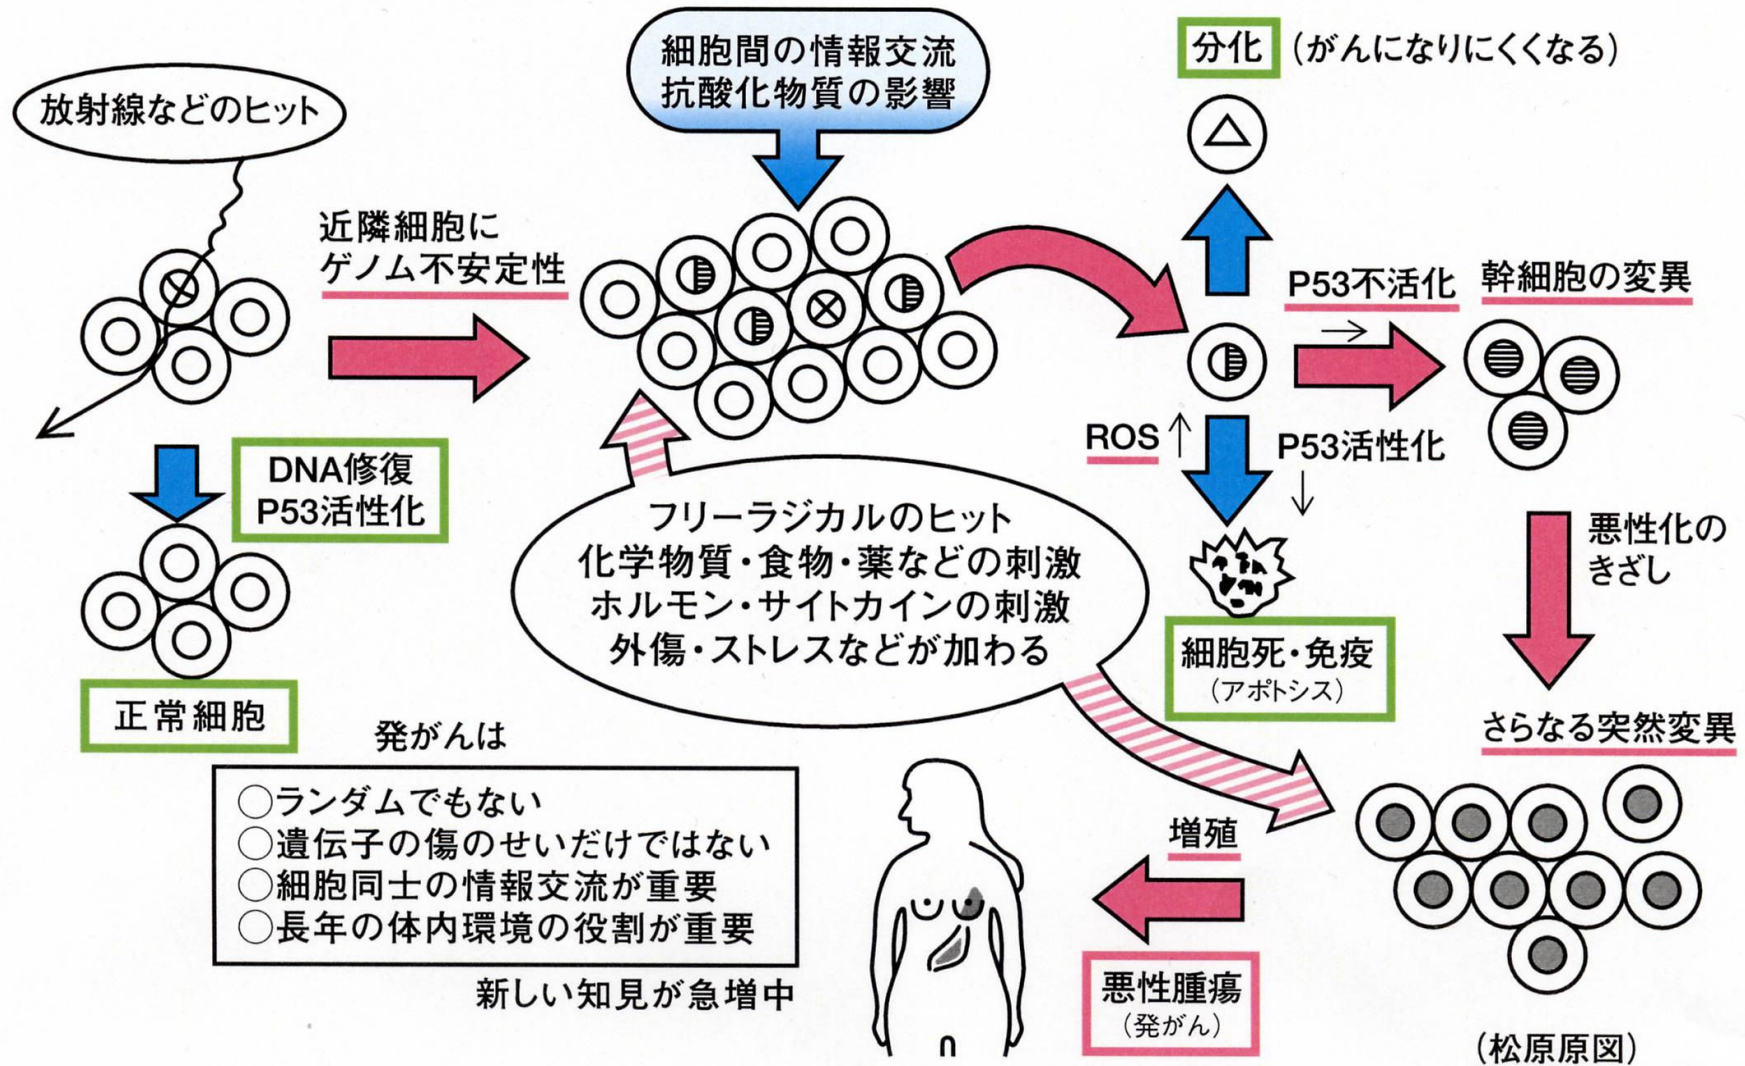 放射線などのヒット
細胞間の情報交流
抗酸化物質の影響
分化 (がんになりにくくなる)
近隣細胞に
ゲノム不安定性
P53不活化
→
幹細胞の変異
ROS ↑
P53活性化
↓
DNA修復
P53活性化
正常細胞
フリーラジカルのヒット
化学物質・食物・薬などの刺激
ホルモン・サイトカインの刺激
外傷・ストレスなどが加わる
細胞死・免疫
(アポトシス)
悪性化の
きざし
さらなる突然変異
増殖
悪性腫瘍
(発がん)
発がんは
○ランダムでもない
○遺伝子の傷のせいだけではない
○細胞同士の情報交流が重要
○長年の体内環境の役割が重要
新しい知見が急増中
(松原原図)